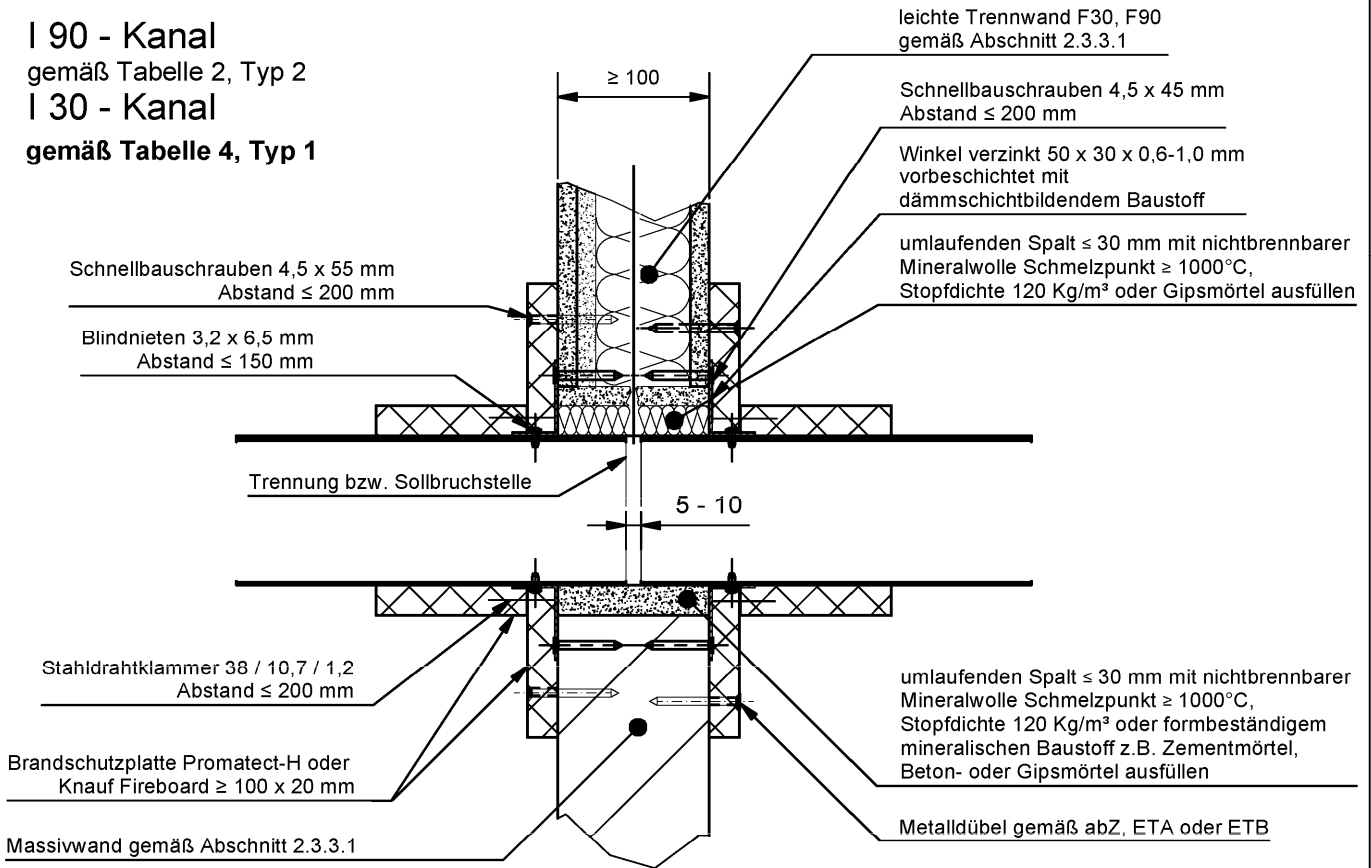 I 90 - Kanal
gemäß Tabelle 2, Typ 2
I 30 - Kanal
gemäß Tabelle 4, Typ 1
≥ 100
leichte Trennwand F30, F90
gemäß Abschnitt 2.3.3.1
Schnellbauschrauben 4,5 x 45 mm
Abstand ≤ 200 mm
Winkel verzinkt 50 x 30 x 0,6-1,0 mm
vorbeschichtet mit
dämmschichtbildendem Baustoff
umlaufenden Spalt ≤ 30 mm mit nichtbrennbarer
Mineralwolle Schmelzpunkt ≥ 1000°C,
Stopfdichte 120 Kg/m³ oder Gipsmörtel ausfüllen
Schnellbauschrauben 4,5 x 55 mm
Abstand ≤ 200 mm
Blindnieten 3,2 x 6,5 mm
Abstand ≤ 150 mm
Trennung bzw. Sollbruchstelle
5 - 10
Stahldrahtklammer 38 / 10,7 / 1,2
Abstand ≤ 200 mm
Brandschutzplatte Promatect-H oder
Knauf Fireboard ≥ 100 x 20 mm
Massivwand gemäß Abschnitt 2.3.3.1
umlaufenden Spalt ≤ 30 mm mit nichtbrennbarer
Mineralwolle Schmelzpunkt ≥ 1000°C,
Stopfdichte 120 Kg/m³ oder formbeständigem
mineralischen Baustoff z.B. Zementmörtel,
Beton- oder Gipsmörtel ausfüllen
Metalldübel gemäß abZ, ETA oder ETB